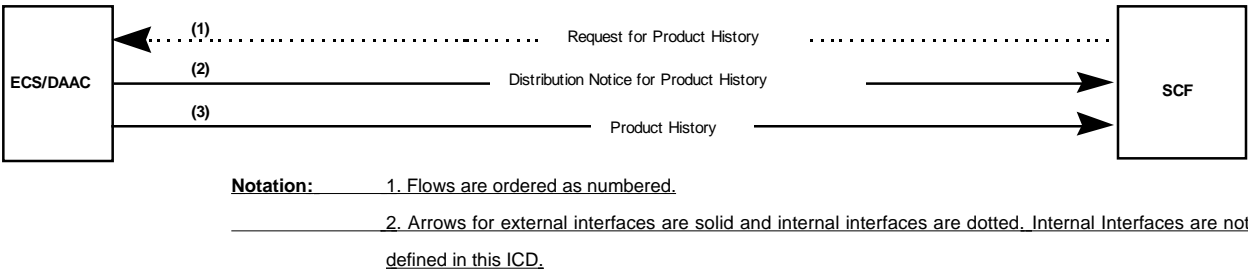 (1)
Request for Product History
ECS/DAAC
(2)
Distribution Notice for Product History
SCF
(3)
Product History
Notation: 1. Flows are ordered as numbered.
2. Arrows for external interfaces are solid and internal interfaces are dotted. Internal Interfaces are not
defined in this ICD.